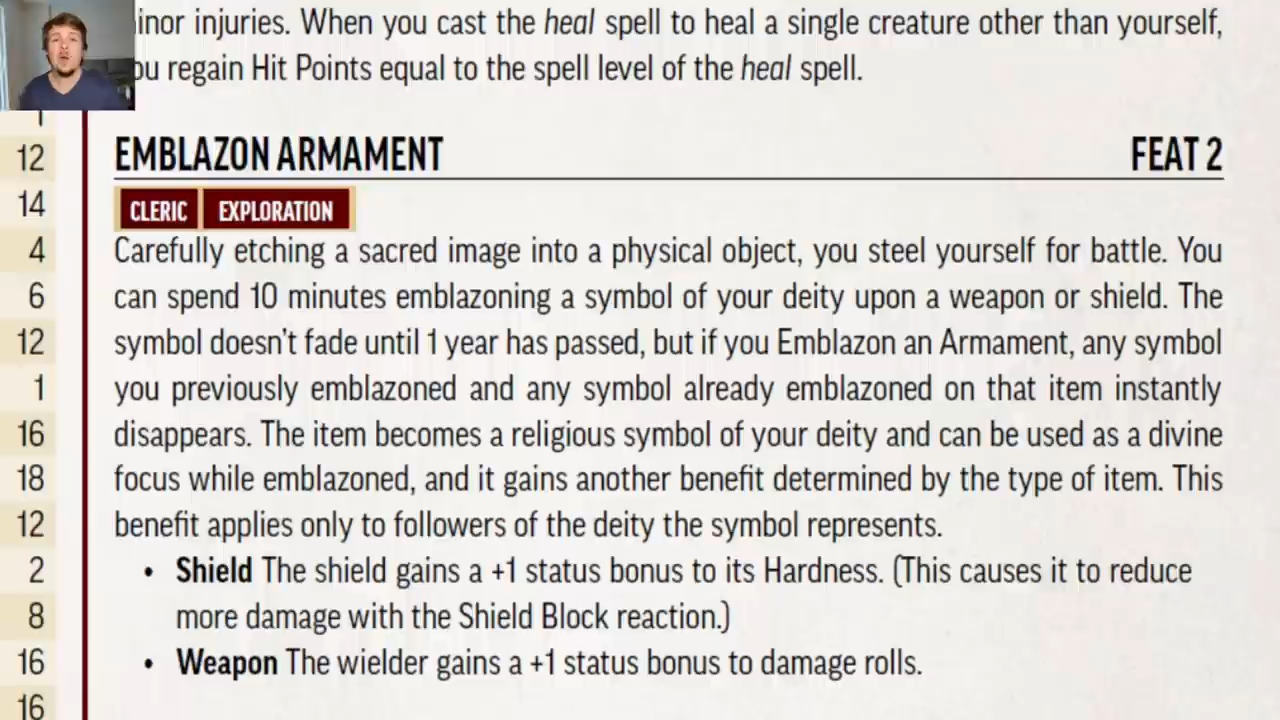 inor injuries. When you cast the heal spell to heal a single creature other than yourself,
ou regain Hit Points equal to the spell level of the heal spell.
1
12
EMBLAZON ARMAMENT FEAT 2
14
CLERIC EXPLORATION
4
Carefully etching a sacred image into a physical object, you steel yourself for battle. You
6
can spend 10 minutes emblazoning a symbol of your deity upon a weapon or shield. The
12
symbol doesn't fade until 1 year has passed, but if you Emblazon an Armament, any symbol
1
you previously emblazoned and any symbol already emblazoned on that item instantly
16
disappears. The item becomes a religious symbol of your deity and can be used as a divine
18
focus while emblazoned, and it gains another benefit determined by the type of item. This
12
benefit applies only to followers of the deity the symbol represents.
2
• Shield The shield gains a +1 status bonus to its Hardness. (This causes it to reduce
8
more damage with the Shield Block reaction.)
16
• Weapon The wielder gains a +1 status bonus to damage rolls.
16